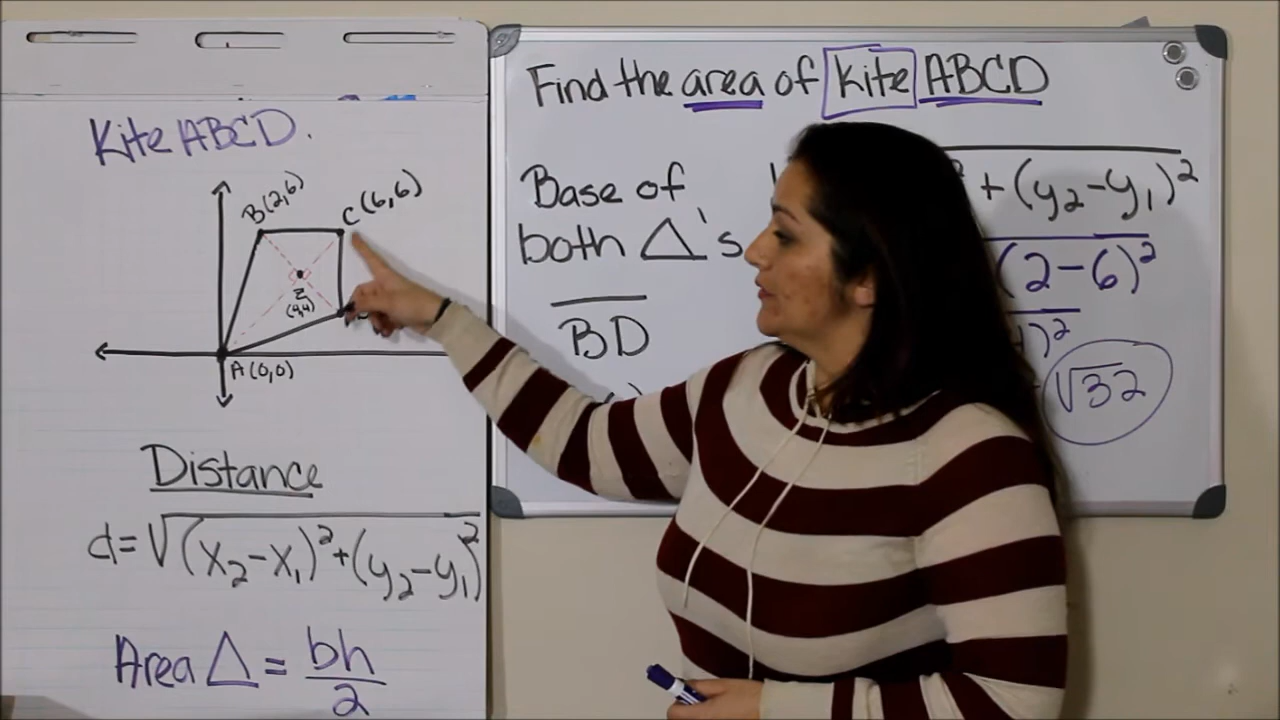 Kite ABCD.
B(2,6)
C(6,6)
Z
(4,4)
A(0,0)
Distance
d=√(x₂-x₁)²+(y₂-y₁)²
Area △ = bh/2
Find the area of Kite ABCD
Base of
both △'s
BD
+(y₂-y₁)²
(2-6)²
)²
√32